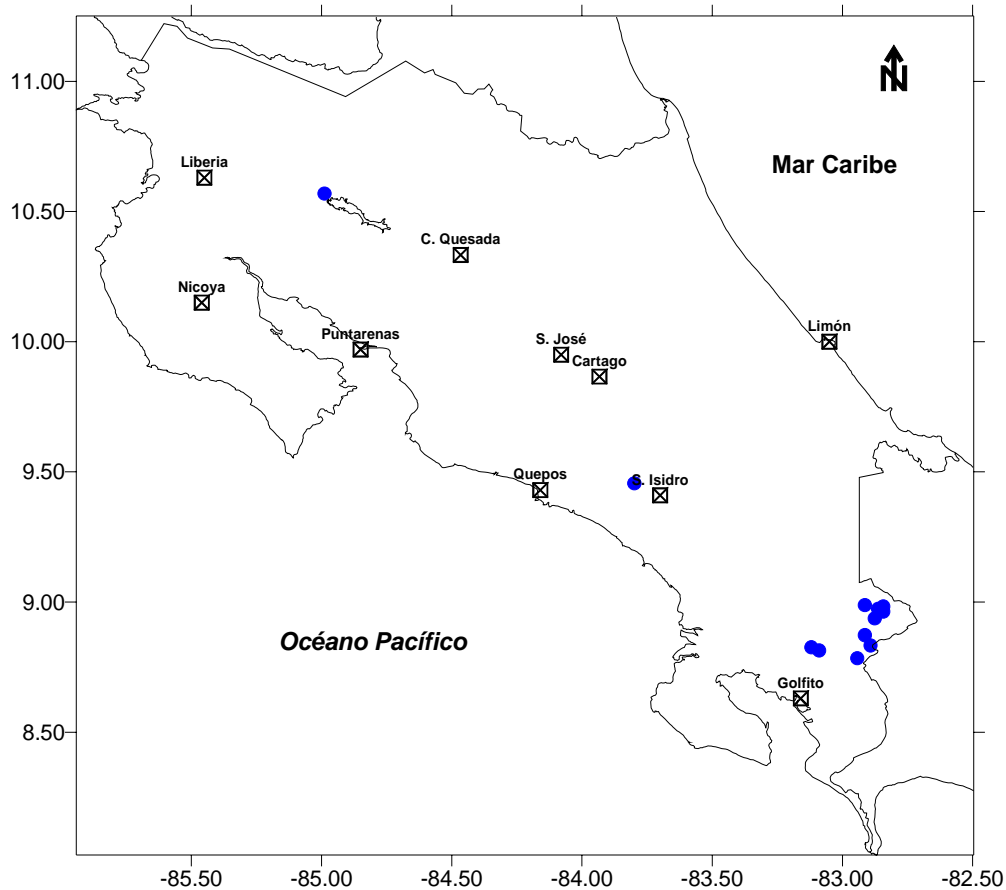 N
11.00
Mar Caribe
Liberia
10.50
C. Quesada
Nicoya
Puntarenas
Limón
10.00
S. José
Cartago
9.50
Quepos
S. Isidro
9.00
Océano Pacífico
Golfito
8.50
-85.50 -85.00 -84.50 -84.00 -83.50 -83.00 -82.50